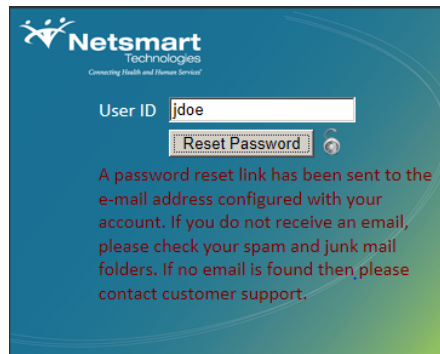 Netsmart
Technologies
Connecting Health and Human Services
User ID jdoe
Reset Password
A password reset link has been sent to the
e-mail address configured with your
account. If you do not receive an email,
please check your spam and junk mail
folders. If no email is found then please
contact customer support.